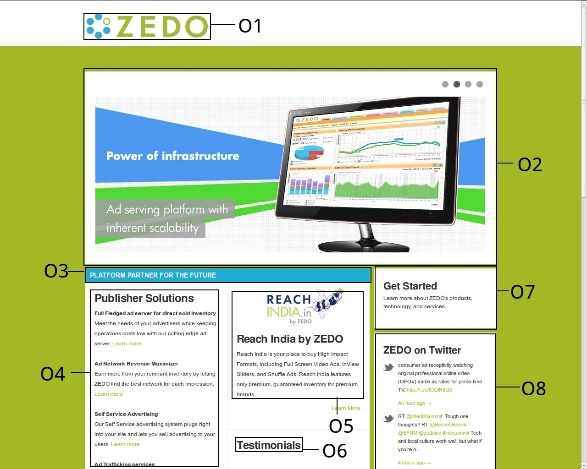 ZEDO
O1
Power of infrastructure
Ad serving platform with
inherent scalability
O2
O3
PLATFORM PARTNER FOR THE FUTURE
Publisher Solutions
Full Fledged ad server for direct sold inventory
Meet the needs of your advertisers while keeping
operations costs low with our cutting edge ad
server. Learn more
Ad Network Revenue Maximizer
Earn more from your remnant inventory by letting
ZEDO find the best network for each impression.
Learn more
Self Service Advertising
Our Self Service advertising system plugs right
into your site and lets you sell advertising to your
users. Learn more
Ad Trafficking services
O4
REACH
INDIA.in
by ZEDO
Reach India by ZEDO
Reach India is your place to buy High Impact
Formats, including Full Screen Video Ads, InView
Sliders, and Shuffle Ads. Reach India features
only premium, guaranteed inventory for premium
brands.
Learn More
O5
Testimonials
O6
Get Started
Learn more about ZEDO's products,
technology, and services
O7
ZEDO on Twitter
consumer ad receptivity watching
original professional online video
same as rates for prime-time
TV.
An hour ago
RT @MediaSummit: Tough one
thoughts? RT
Tech
and local culture work well, but what if
you're o...
4 hours ago
O8